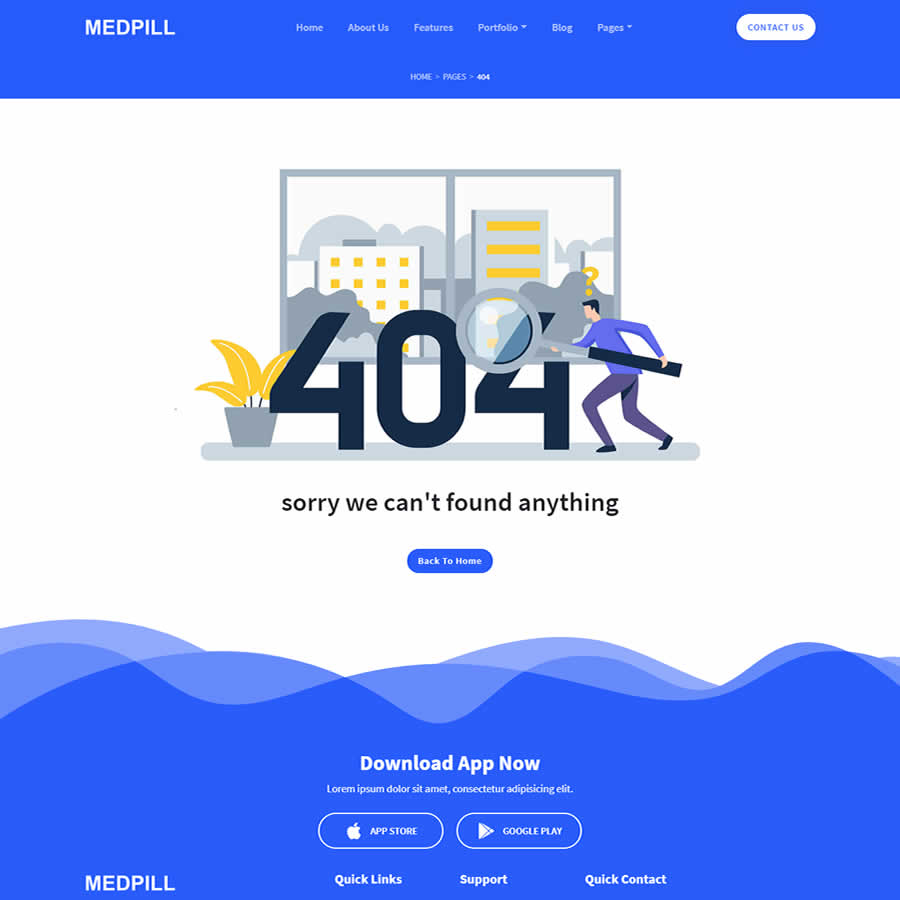 MEDPILL
Home About Us Features Portfolio Blog Pages
CONTACT US
HOME > PAGES > 404
404
?
sorry we can't found anything
Back To Home
Download App Now
Lorem ipsum dolor sit amet, consectetur adipisicing elit.
APP STORE
GOOGLE PLAY
MEDPILL
Quick Links
Support
Quick Contact